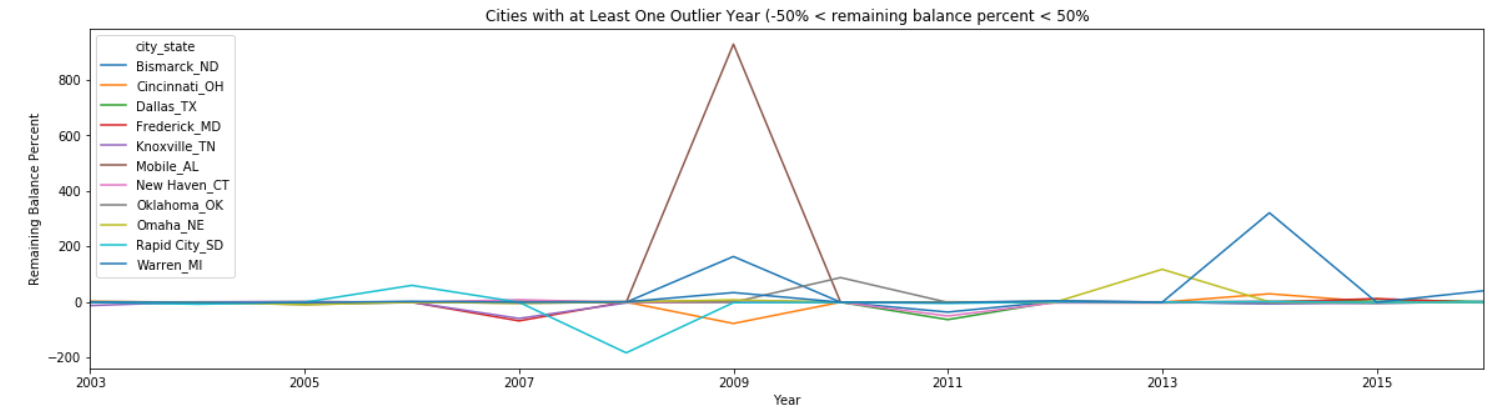 Cities with at Least One Outlier Year (-50% < remaining balance percent < 50%
city_state
Bismarck_ND
Cincinnati_OH
Dallas_TX
Frederick_MD
Knoxville_TN
Mobile_AL
New Haven_CT
Oklahoma_OK
Omaha_NE
Rapid City_SD
Warren_MI
Remaining Balance Percent
800
600
400
200
0
−200
2003 2005 2007 2009 2011 2013 2015
Year